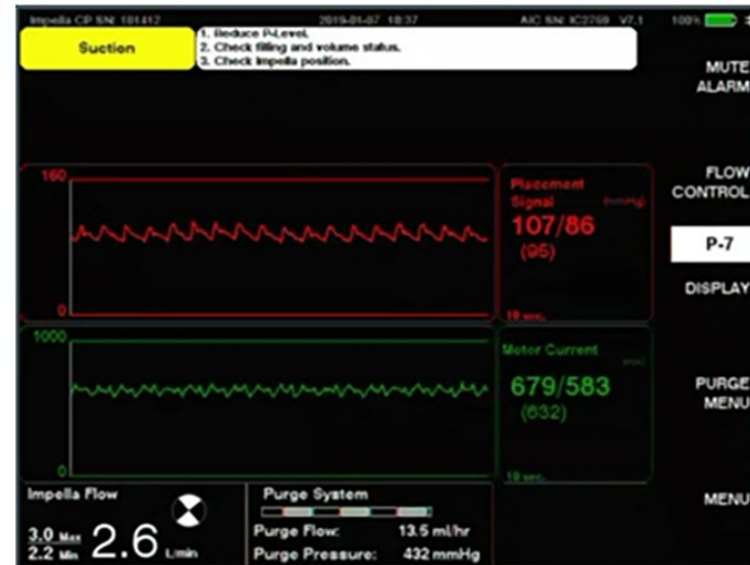 Impella CP SN: 181412 2019-01-07 18:37 AIC SN: IC2759 V7.1 100%
Suction
1. Reduce P-Level.
2. Check filling and volume status.
3. Check Impella position.
MUTE
ALARM
160
0
Placement
Signal (mmHg)
107/86
(95)
10 sec.
FLOW
CONTROL
P-7
DISPLAY
1000
0
Motor Current
679/583
(632)
10 sec.
PURGE
MENU
Impella Flow
3.0 Max
2.2 Min
2.6 L/min
Purge System
Purge Flow: 13.5 ml/hr
Purge Pressure: 432 mmHg
MENU